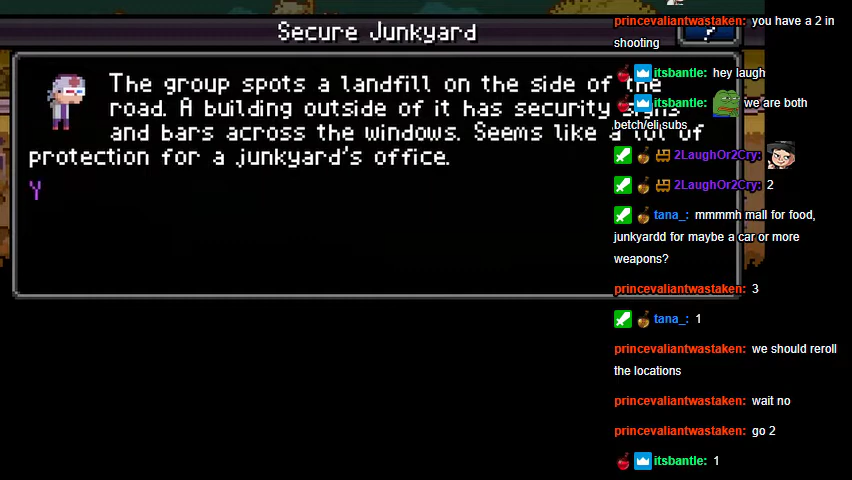 Secure Junkyard
?
The group spots a landfill on the side of the
road. A building outside of it has security signs
and bars across the windows. Seems like a lot of
protection for a junkyard's office.
Y
princevaliantwastaken: you have a 2 in
shooting
itsbantle: hey laugh
itsbantle: we are both
betch/eli subs
2LaughOr2Cry:
2LaughOr2Cry: 2
tana_: mmmmh mall for food,
junkyardd for maybe a car or more
weapons?
princevaliantwastaken: 3
tana_: 1
princevaliantwastaken: we should reroll
the locations
princevaliantwastaken: wait no
princevaliantwastaken: go 2
itsbantle: 1